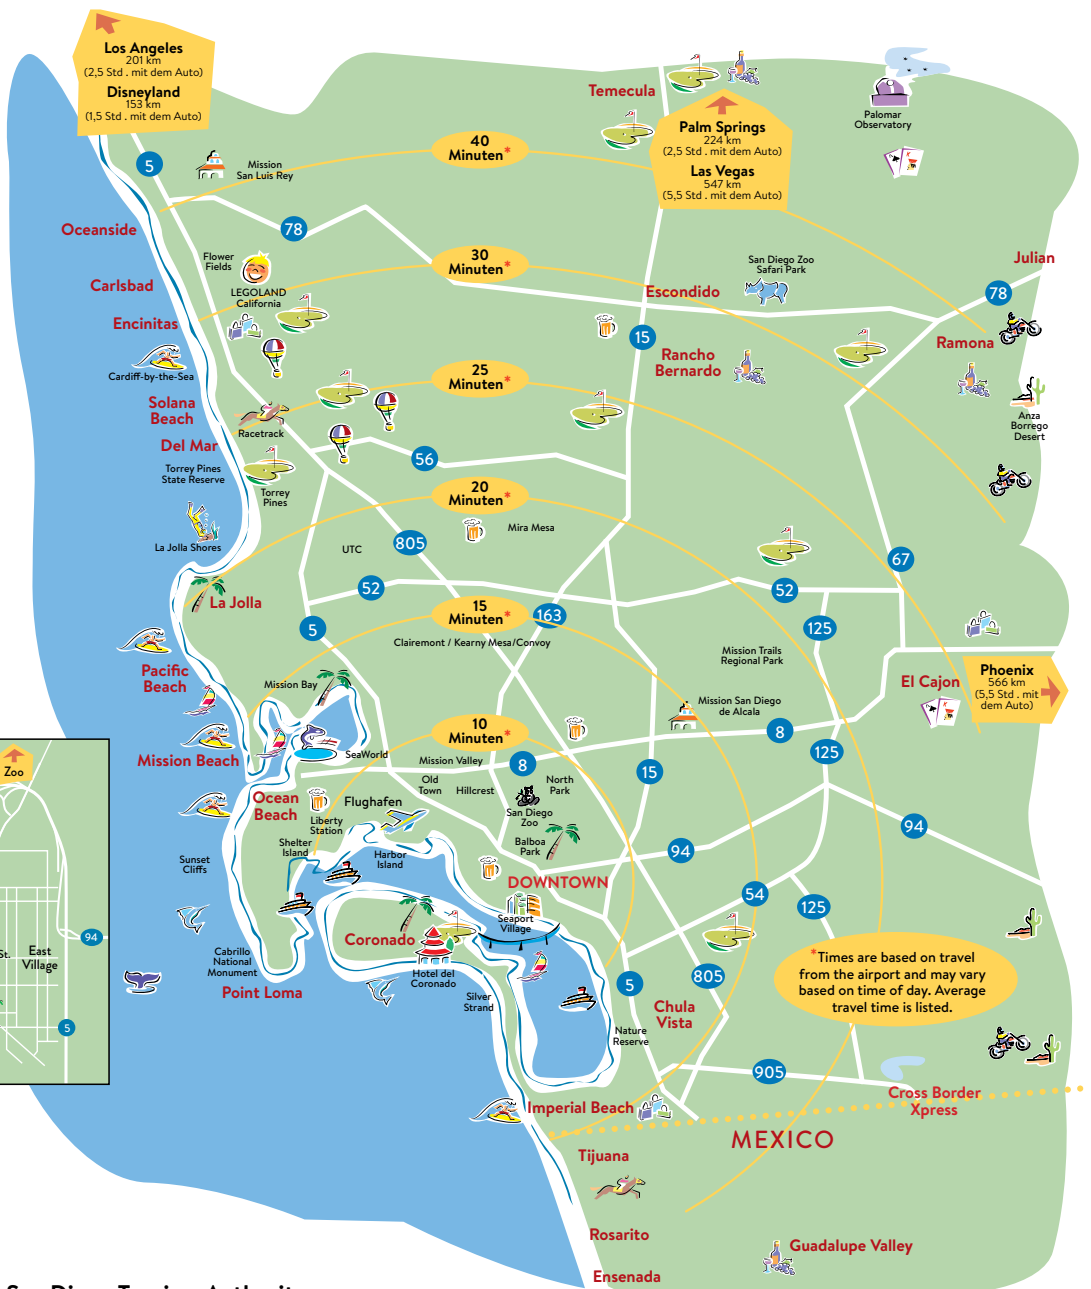 Los Angeles
201 km
(2,5 Std . mit dem Auto)
Disneyland
153 km
(1,5 Std . mit dem Auto)
Temecula
Palomar
Observatory
Palm Springs
224 km
(2,5 Std . mit dem Auto)
Las Vegas
547 km
(5,5 Std . mit dem Auto)
40
Minuten*
5
Mission
San Luis Rey
Oceanside
78
30
Minuten*
Flower
Fields
LEGOLAND
California
Carlsbad
Encinitas
San Diego Zoo
Safari Park
Escondido
Julian
78
15
Ramona
Rancho
Bernardo
Cardiff-by-the-Sea
25
Minuten*
Solana
Beach
Racetrack
Del Mar
Anza
Borrego
Desert
56
Torrey Pines
State Reserve
Torrey
Pines
20
Minuten*
Mira Mesa
La Jolla Shores
UTC
805
67
52
52
La Jolla
15
Minuten*
163
5
125
Clairemont / Kearny Mesa/Convoy
Mission Trails
Regional Park
Pacific
Beach
Mission Bay
El Cajon
Phoenix
566 km
(5,5 Std . mit
dem Auto)
Mission San Diego
de Alcala
10
Minuten*
8
125
Mission Beach
SeaWorld
Mission Valley
8
15
Zoo
Old
Town
Hillcrest
North
Park
Ocean
Beach
Flughafen
Liberty
Station
San Diego
Zoo
94
Shelter
Island
Harbor
Island
Balboa
Park
94
Sunset
Cliffs
DOWNTOWN
54
125
Seaport
Village
94
St.
East
Village
Coronado
Cabrillo
National
Monument
Hotel del
Coronado
Point Loma
Silver
Strand
5
805
*Times are based on travel
from the airport and may vary
based on time of day. Average
travel time is listed.
Chula
Vista
5
Nature
Reserve
905
Cross Border
Xpress
Imperial Beach
MEXICO
Tijuana
Rosarito
Guadalupe Valley
Ensenada